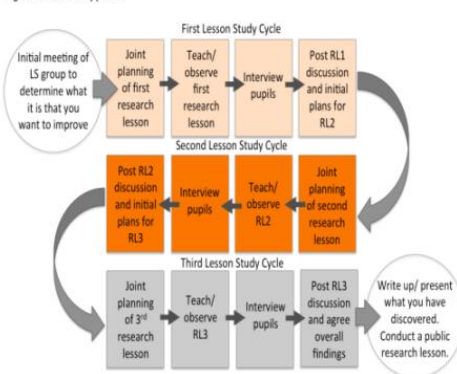 First Lesson Study Cycle
Initial meeting of
LS group to
determine what
it is that you
want to improve
Joint
planning
of first
research
lesson
Teach/
observe
first
research
lesson
Interview
pupils
Post RL1
discussion
and initial
plans for
RL2
Second Lesson Study Cycle
Joint
planning
of second
research
lesson
Teach/
observe
RL2
Interview
pupils
Post RL2
discussion
and initial
plans for
RL3
Third Lesson Study Cycle
Joint
planning
of 3rd
research
lesson
Teach/
observe
RL3
Interview
pupils
Post RL3
discussion
and agree
overall
findings
Write up/ present
what you have
discovered.
Conduct a public
research lesson.